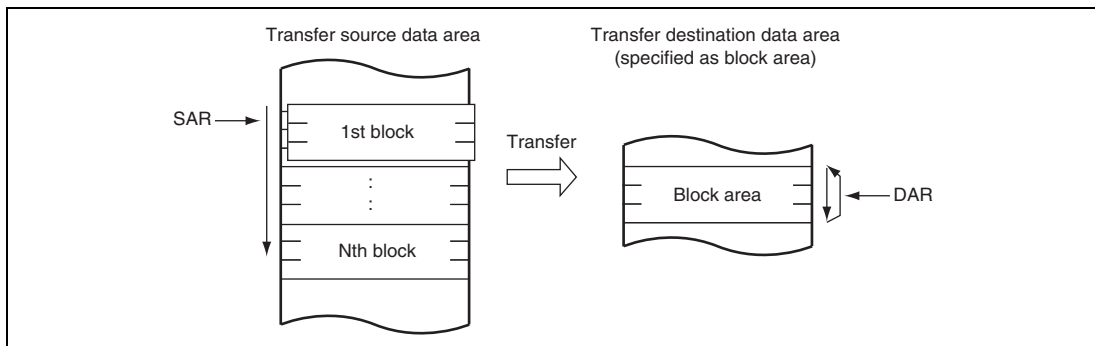 Transfer source data area
Transfer destination data area
(specified as block area)
SAR
1st block
Transfer
Block area
DAR
Nth block